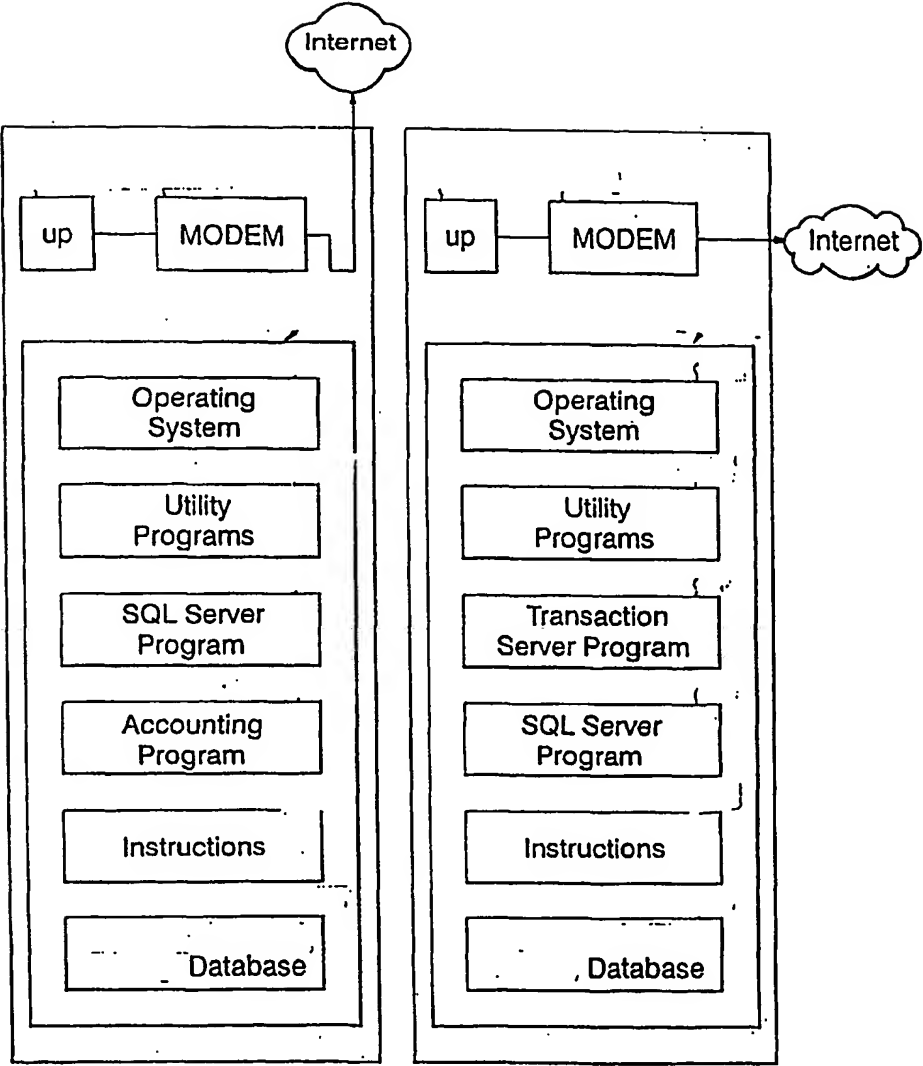 Internet
up
MODEM
Operating
System
Utility
Programs
SQL Server
Program
Accounting
Program
Instructions
Database
up
MODEM
Internet
Operating
System
Utility
Programs
Transaction
Server Program
SQL Server
Program
Instructions
Database